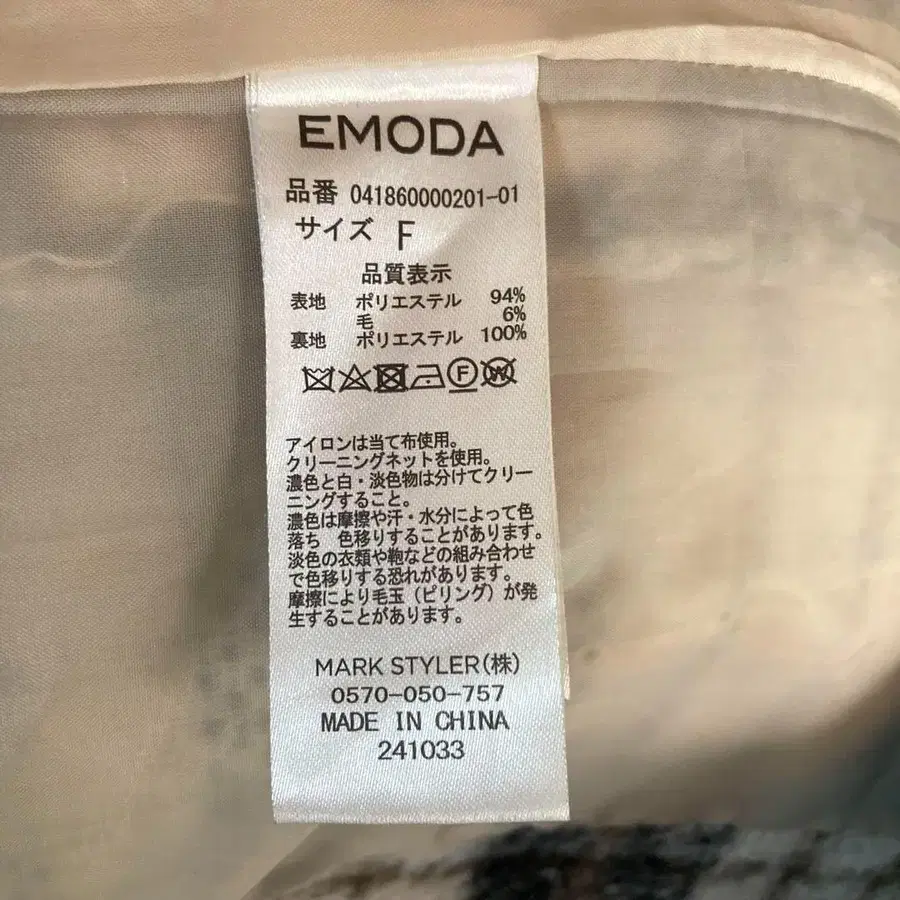 EMODA
品番 041860000201-01
サイズ F
品質表示
表地 ポリエステル 94%
毛 6%
裏地 ポリエステル 100%
F W
アイロンは当て布使用。
クリーニングネットを使用。
濃色と白・淡色物は分けてクリー
ニングすること。
濃色は摩擦や汗・水分によって色
落ち 色移りすることがあります。
淡色の衣類や鞄などの組み合わせ
で色移りする恐れがあります。
摩擦により毛玉（ピリング）が発
生することがあります。
MARK STYLER(株)
0570-050-757
MADE IN CHINA
241033